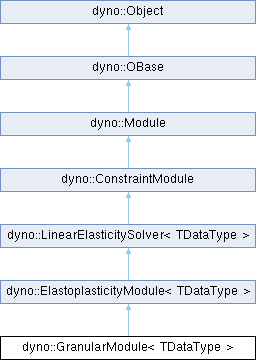 dyno::Object
dyno::OBase
dyno::Module
dyno::ConstraintModule
dyno::LinearElasticitySolver< TDataType >
dyno::ElastoplasticityModule< TDataType >
dyno::GranularModule< TDataType >